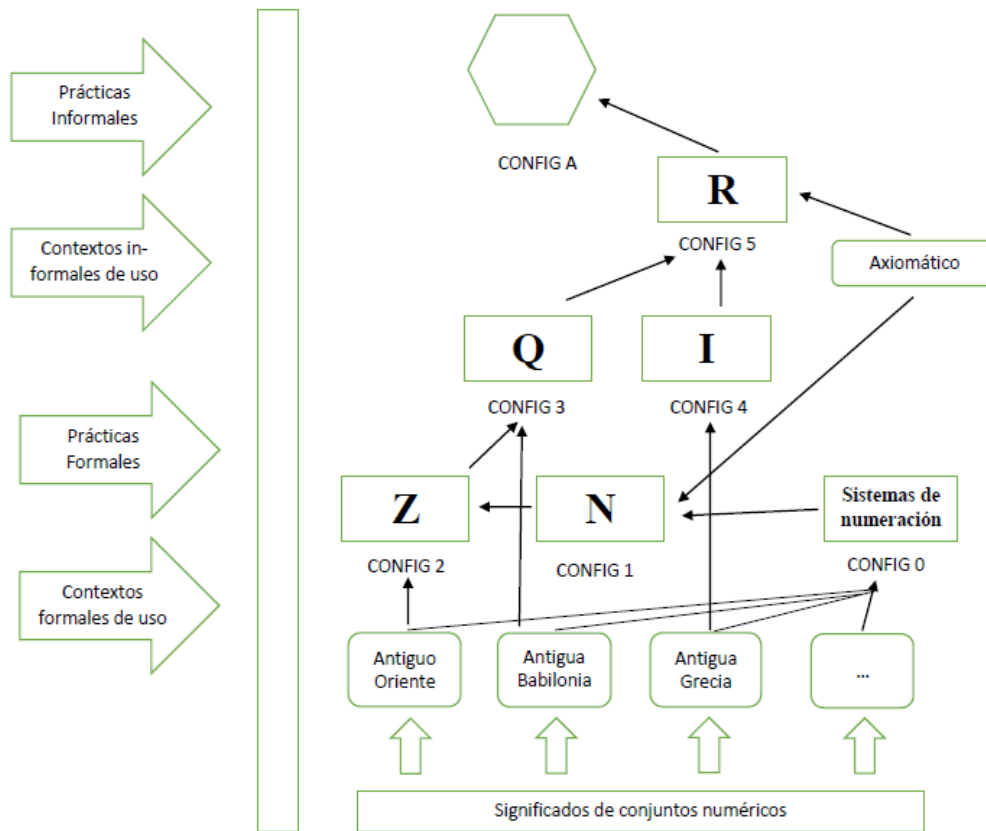 Prácticas
Informales
CONFIG A
R
Contextos in-
formales de uso
CONFIG 5
Axiomático
Q
I
CONFIG 3
CONFIG 4
Prácticas
Formales
Z
N
Sistemas de
numeración
CONFIG 2
CONFIG 1
CONFIG 0
Contextos
formales de uso
Antiguo
Oriente
Antigua
Babilonia
Antigua
Grecia
...
Significados de conjuntos numéricos